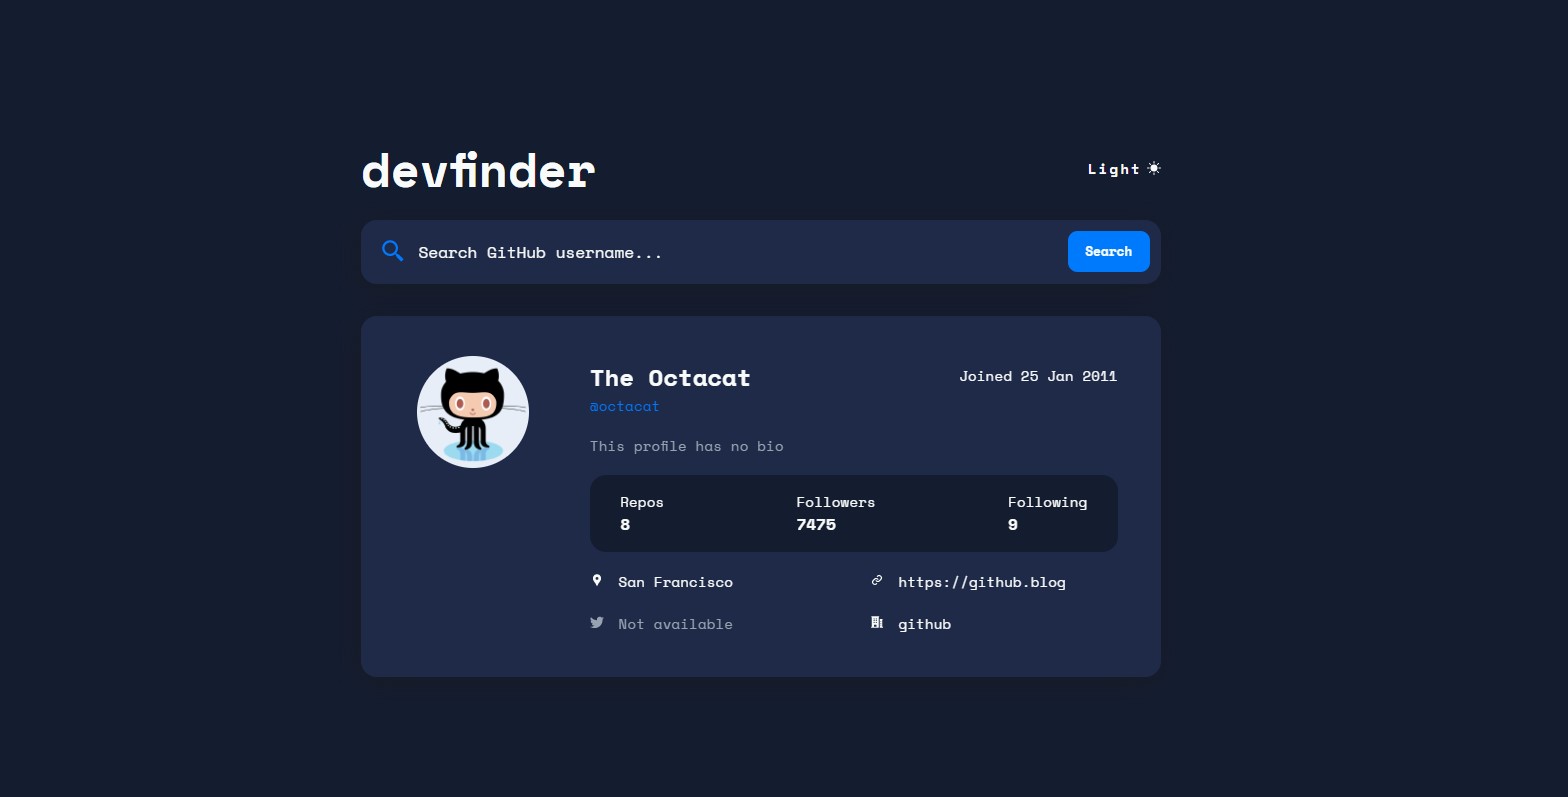 devfinder
Light
Search GitHub username...
Search
The Octacat
Joined 25 Jan 2011
@octacat
This profile has no bio
Repos Followers Following
8 7475 9
San Francisco https://github.blog
Not available github